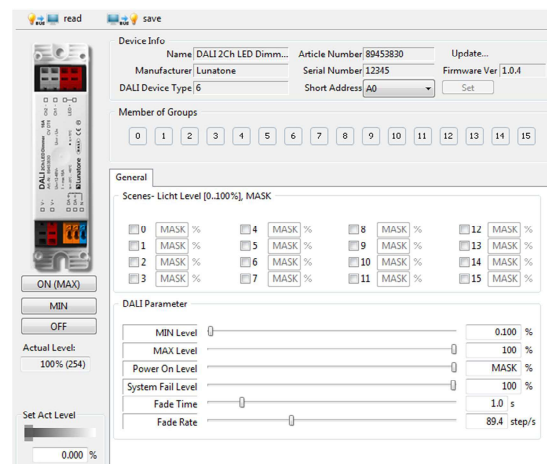 read save
Device Info
Name DALI 2Ch LED Dimm... Article Number 89453830 Update...
Manufacturer Lunatone Serial Number 12345 Firmware Ver 1.0.4
DALI Device Type 6 Short Address A0 Set
Member of Groups
0 1 2 3 4 5 6 7 8 9 10 11 12 13 14 15
General
Scenes- Licht Level [0..100%], MASK
0 MASK % 4 MASK % 8 MASK % 12 MASK %
1 MASK % 5 MASK % 9 MASK % 13 MASK %
2 MASK % 6 MASK % 10 MASK % 14 MASK %
3 MASK % 7 MASK % 11 MASK % 15 MASK %
DALI Parameter
MIN Level 0.100 %
MAX Level 100 %
Power On Level MASK %
System Fail Level 100 %
Fade Time 1.0 s
Fade Rate 89.4 step/s
DALI 2Ch LED Dimmer
Lunatone
ON (MAX)
MIN
OFF
Actual Level:
100% (254)
Set Act Level
0.000 %